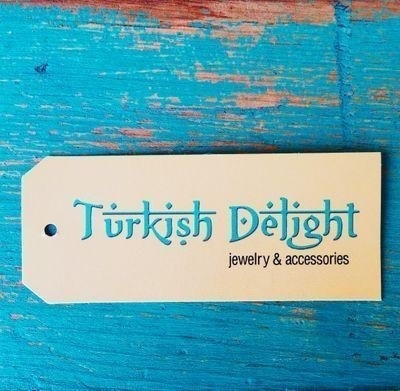 Turkish Delight
jewelry & accessories